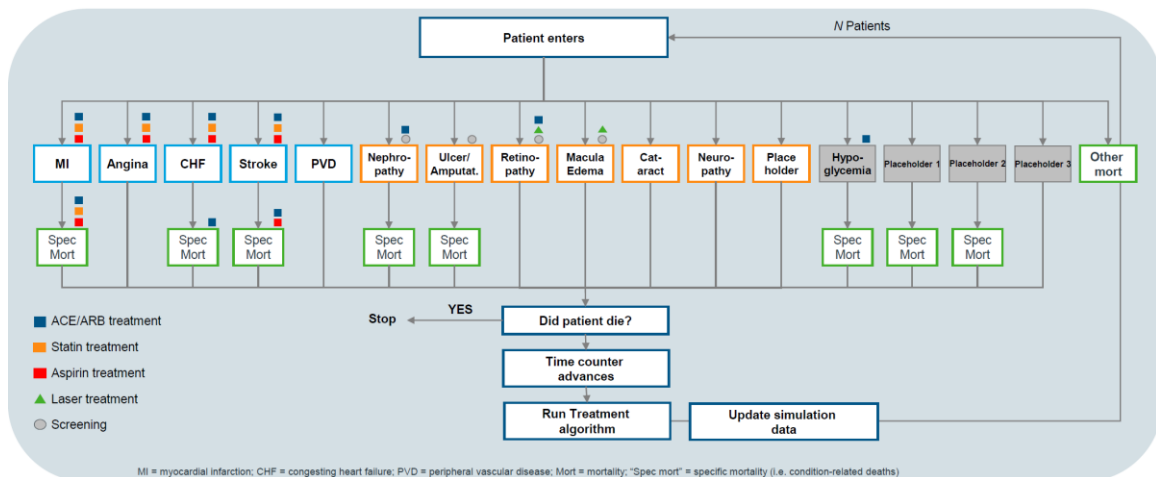 Patient enters
N Patients
MI
Angina
CHF
Stroke
PVD
Nephro-
pathy
Ulcer/
Amputat.
Retino-
pathy
Macula
Edema
Cat-
aract
Neuro-
pathy
Place
holder
Hypo-
glycemia
Placeholder 1
Placeholder 2
Placeholder 3
Other
mort
Spec
Mort
Spec
Mort
Spec
Mort
Spec
Mort
Spec
Mort
Spec
Mort
Spec
Mort
Spec
Mort
Stop
YES
Did patient die?
Time counter
advances
Run Treatment
algorithm
Update simulation
data
ACE/ARB treatment
Statin treatment
Aspirin treatment
Laser treatment
Screening
MI = myocardial infarction; CHF = congesting heart failure; PVD = peripheral vascular disease; Mort = mortality; "Spec mort" = specific mortality (i.e. condition-related deaths)